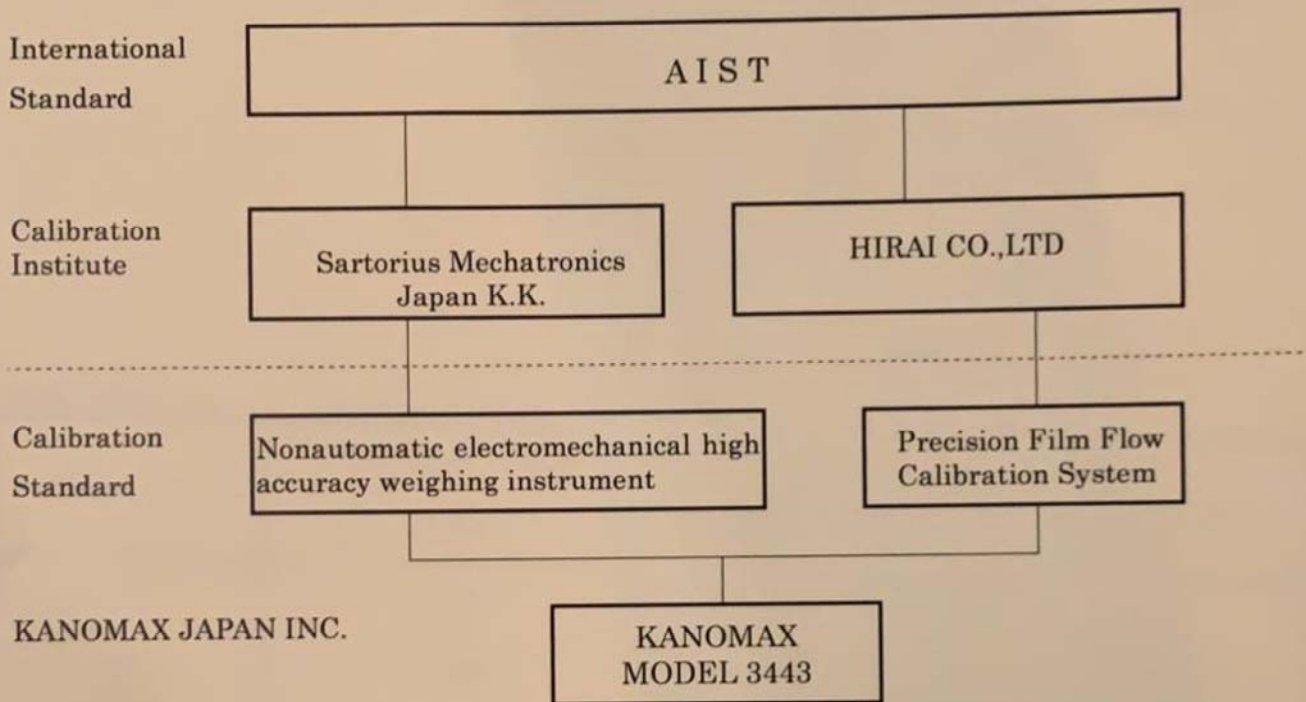 International
Standard
A I S T
Calibration
Institute
Sartorius Mechatronics
Japan K.K.
HIRAI CO.,LTD
Calibration
Standard
Nonautomatic electromechanical high
accuracy weighing instrument
Precision Film Flow
Calibration System
KANOMAX JAPAN INC.
KANOMAX
MODEL 3443